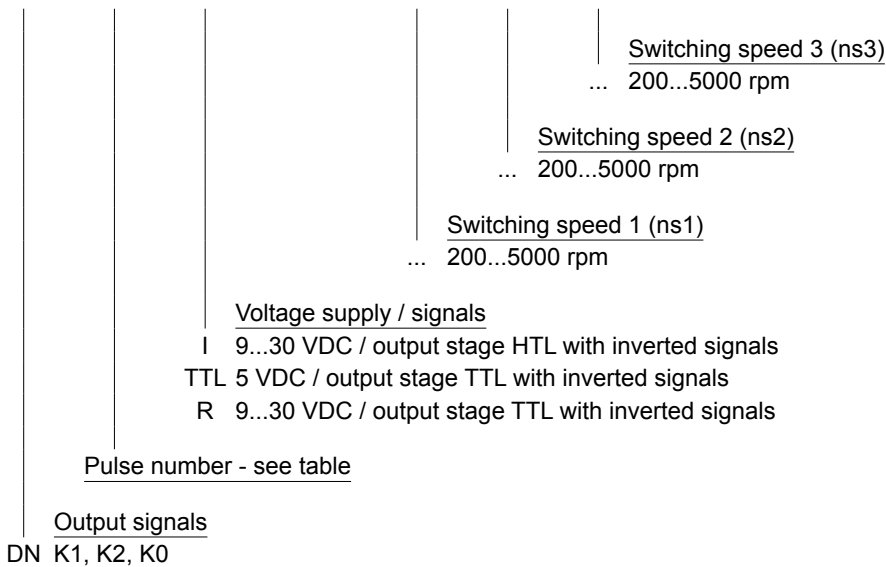 Switching speed 3 (ns3)
... 200...5000 rpm
Switching speed 2 (ns2)
... 200...5000 rpm
Switching speed 1 (ns1)
... 200...5000 rpm
Voltage supply / signals
I 9...30 VDC / output stage HTL with inverted signals
TTL 5 VDC / output stage TTL with inverted signals
R 9...30 VDC / output stage TTL with inverted signals
Pulse number - see table
Output signals
DN K1, K2, K0